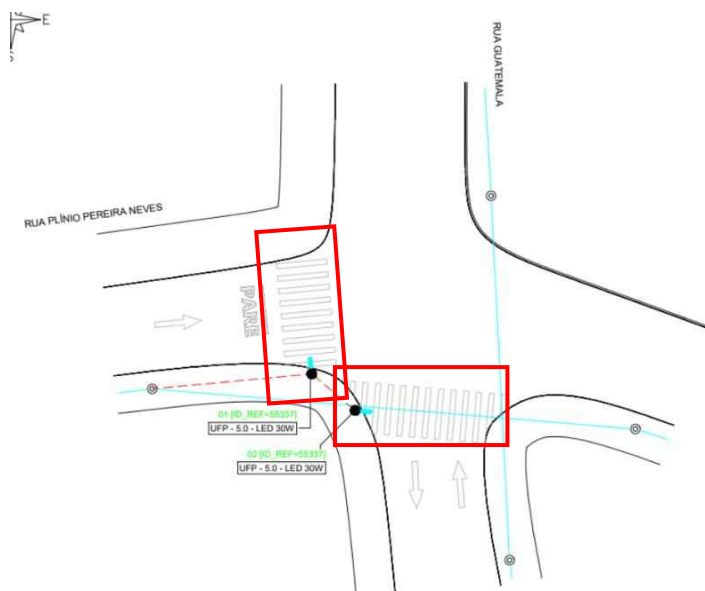 E
RUA GUATEMALA
RUA PLÍNIO PEREIRA NEVES
PARE
01 [ID_REF=55337]
UFP - 5.0 - LED 30W
02 [ID_REF=55337]
UFP - 5.0 - LED 30W